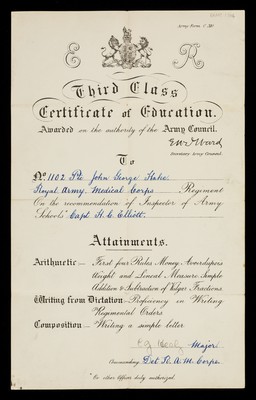 Army Form C 311
E R
Third Class
Certificate of Education.
Awarded on the authority of the Army Council.
E W D Ward
Secretary Army Council.
To
No. 1102 Pte John George
Royal Army Medical Corps Regiment
On the recommendation of Inspector of Army
Schools Capt H. C. Elliott.
Attainments.
Arithmetic — First four Rules Money Averdupois
Weight and Lineal Measure Simple
Addition & Subtraction of Vulgar Fractions
Writing from Dictation — Proficiency in Writing
Regimental Orders
Composition — Writing a simple letter
Major
Commanding Det R. A. M. Corps
*Or other Officer duly authorized.